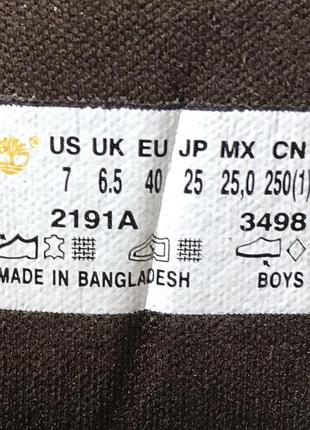 US UK EU JP MX CN
7 6.5 40 25 25,0 250(1)
2191A 3498
MADE IN BANGLADESH BOYS